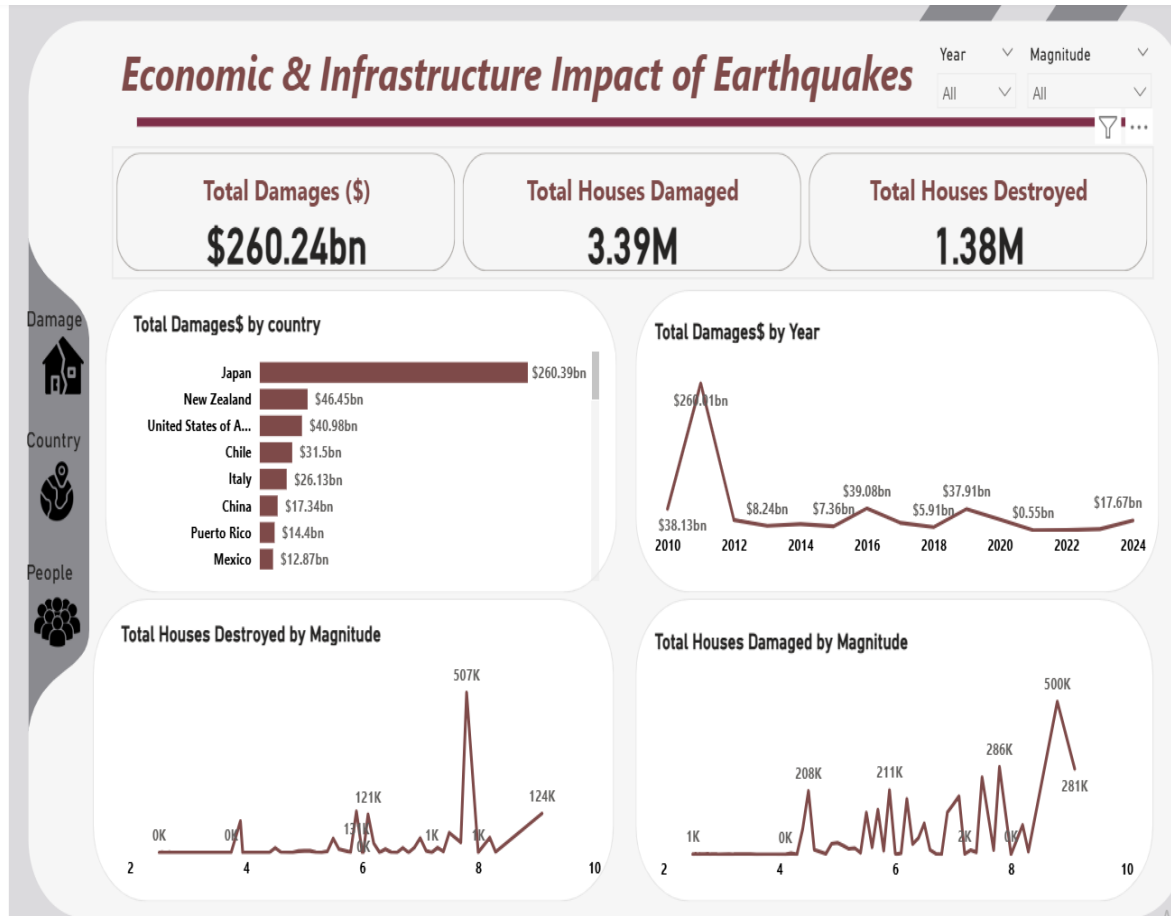 Economic & Infrastructure Impact of Earthquakes
Year
Magnitude
All
All
Total Damages ($)
$260.24bn
Total Houses Damaged
3.39M
Total Houses Destroyed
1.38M
Damage
Country
People
Total Damages$ by country
Japan $260.39bn
New Zealand $46.45bn
United States of A... $40.98bn
Chile $31.5bn
Italy $26.13bn
China $17.34bn
Puerto Rico $14.4bn
Mexico $12.87bn
Total Damages$ by Year
$260.01bn
$38.13bn
$8.24bn
$7.36bn
$39.08bn
$5.91bn
$37.91bn
$0.55bn
$17.67bn
2010 2012 2014 2016 2018 2020 2022 2024
Total Houses Destroyed by Magnitude
507K
121K
124K
0K
0K
0K
1K
1K
2 4 6 8 10
Total Houses Damaged by Magnitude
500K
286K
281K
208K
211K
1K
0K
2K
0K
2 4 6 8 10